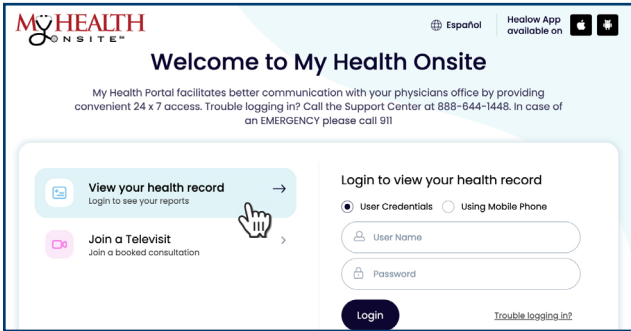 MYHEALTH
ONSITE℠
Español
Healow App
available on
Welcome to My Health Onsite
My Health Portal facilitates better communication with your physicians office by providing
convenient 24 x 7 access. Trouble logging in? Call the Support Center at 888-644-1448. In case of
an EMERGENCY please call 911
View your health record
Login to see your reports
Join a Televisit
Join a booked consultation
Login to view your health record
User Credentials Using Mobile Phone
User Name
Password
Login Trouble logging in?